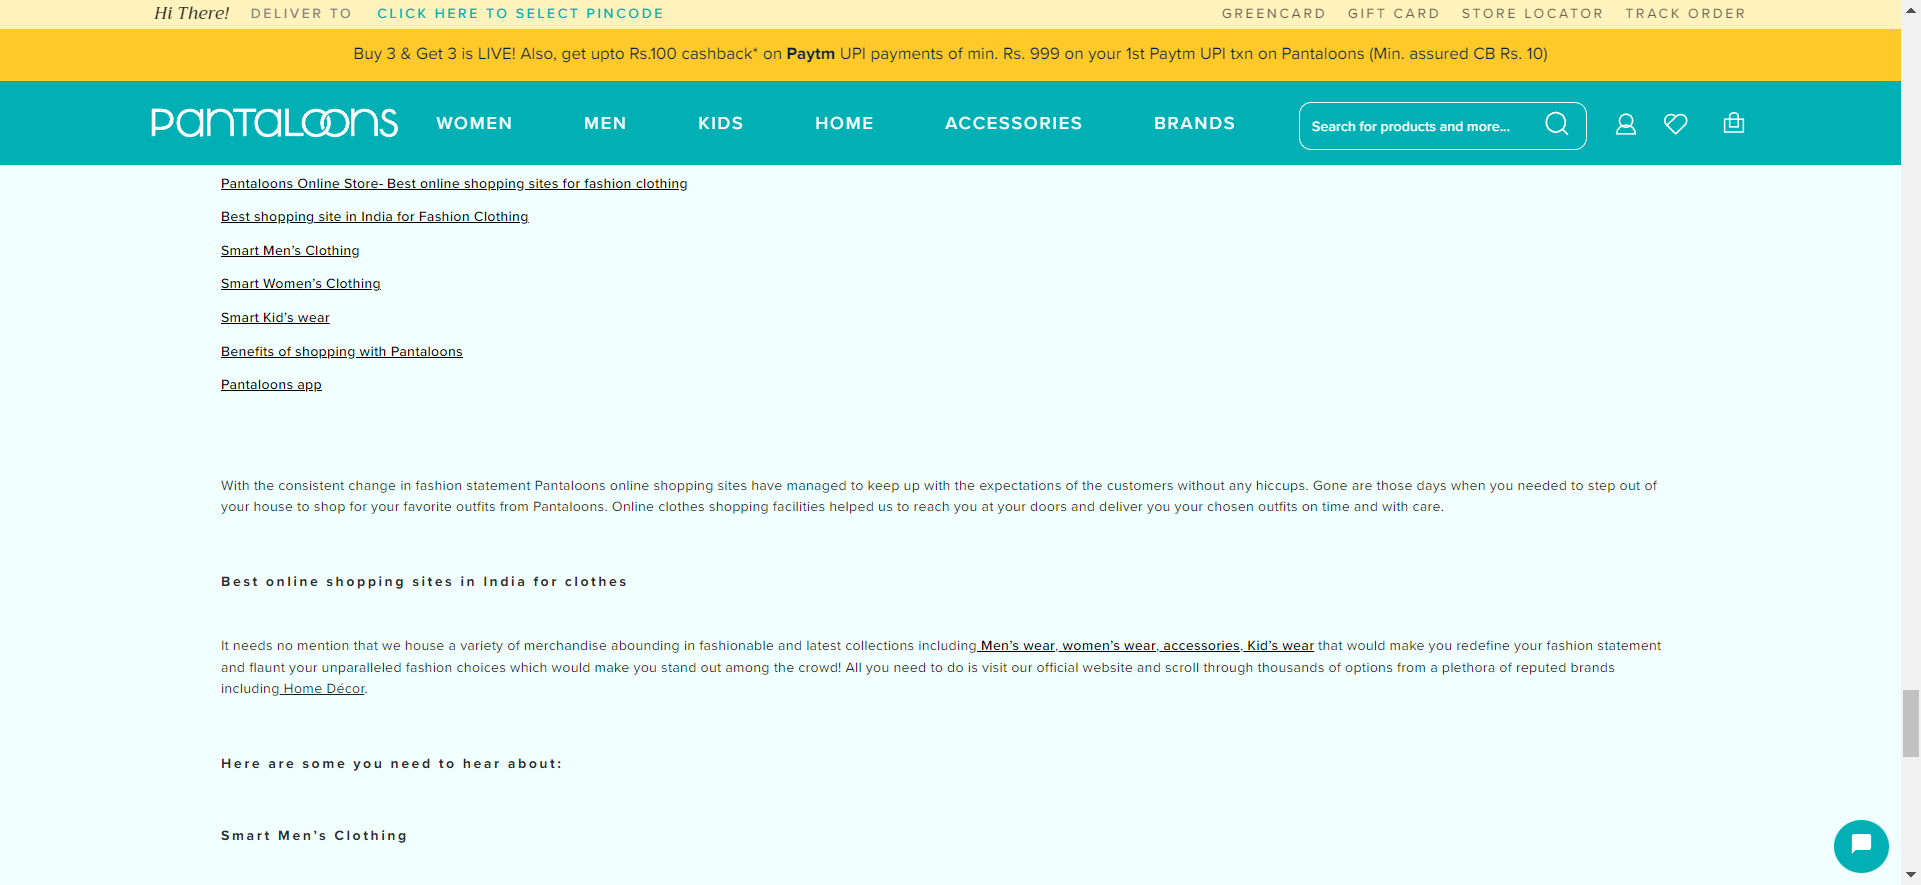 Hi There! DELIVER TO CLICK HERE TO SELECT PINCODE GREENCARD GIFT CARD STORE LOCATOR TRACK ORDER
Buy 3 & Get 3 is LIVE! Also, get upto Rs.100 cashback* on Paytm UPI payments of min. Rs. 999 on your 1st Paytm UPI txn on Pantaloons (Min. assured CB Rs. 10)
PANTALOONS WOMEN MEN KIDS HOME ACCESSORIES BRANDS Search for products and more...
Pantaloons Online Store- Best online shopping sites for fashion clothing
Best shopping site in India for Fashion Clothing
Smart Men’s Clothing
Smart Women’s Clothing
Smart Kid’s wear
Benefits of shopping with Pantaloons
Pantaloons app
With the consistent change in fashion statement Pantaloons online shopping sites have managed to keep up with the expectations of the customers without any hiccups. Gone are those days when you needed to step out of
your house to shop for your favorite outfits from Pantaloons. Online clothes shopping facilities helped us to reach you at your doors and deliver you your chosen outfits on time and with care.
Best online shopping sites in India for clothes
It needs no mention that we house a variety of merchandise abounding in fashionable and latest collections including Men’s wear, women’s wear, accessories, Kid’s wear that would make you redefine your fashion statement
and flaunt your unparalleled fashion choices which would make you stand out among the crowd! All you need to do is visit our official website and scroll through thousands of options from a plethora of reputed brands
including Home Décor.
Here are some you need to hear about:
Smart Men’s Clothing